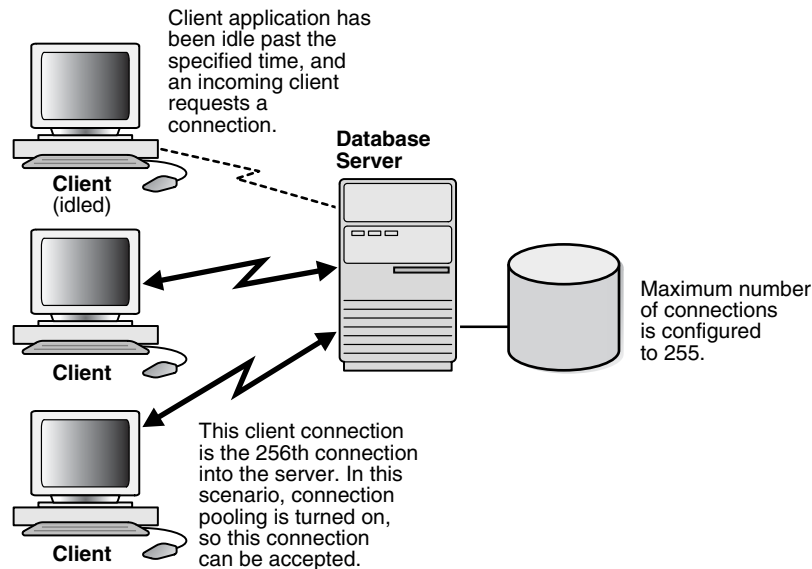 Client application has
been idle past the
specified time, and
an incoming client
requests a
connection.
Database
Server
Client
(idled)
Client
Maximum number
of connections
is configured
to 255.
This client connection
is the 256th connection
into the server. In this
scenario, connection
pooling is turned on,
so this connection
can be accepted.
Client